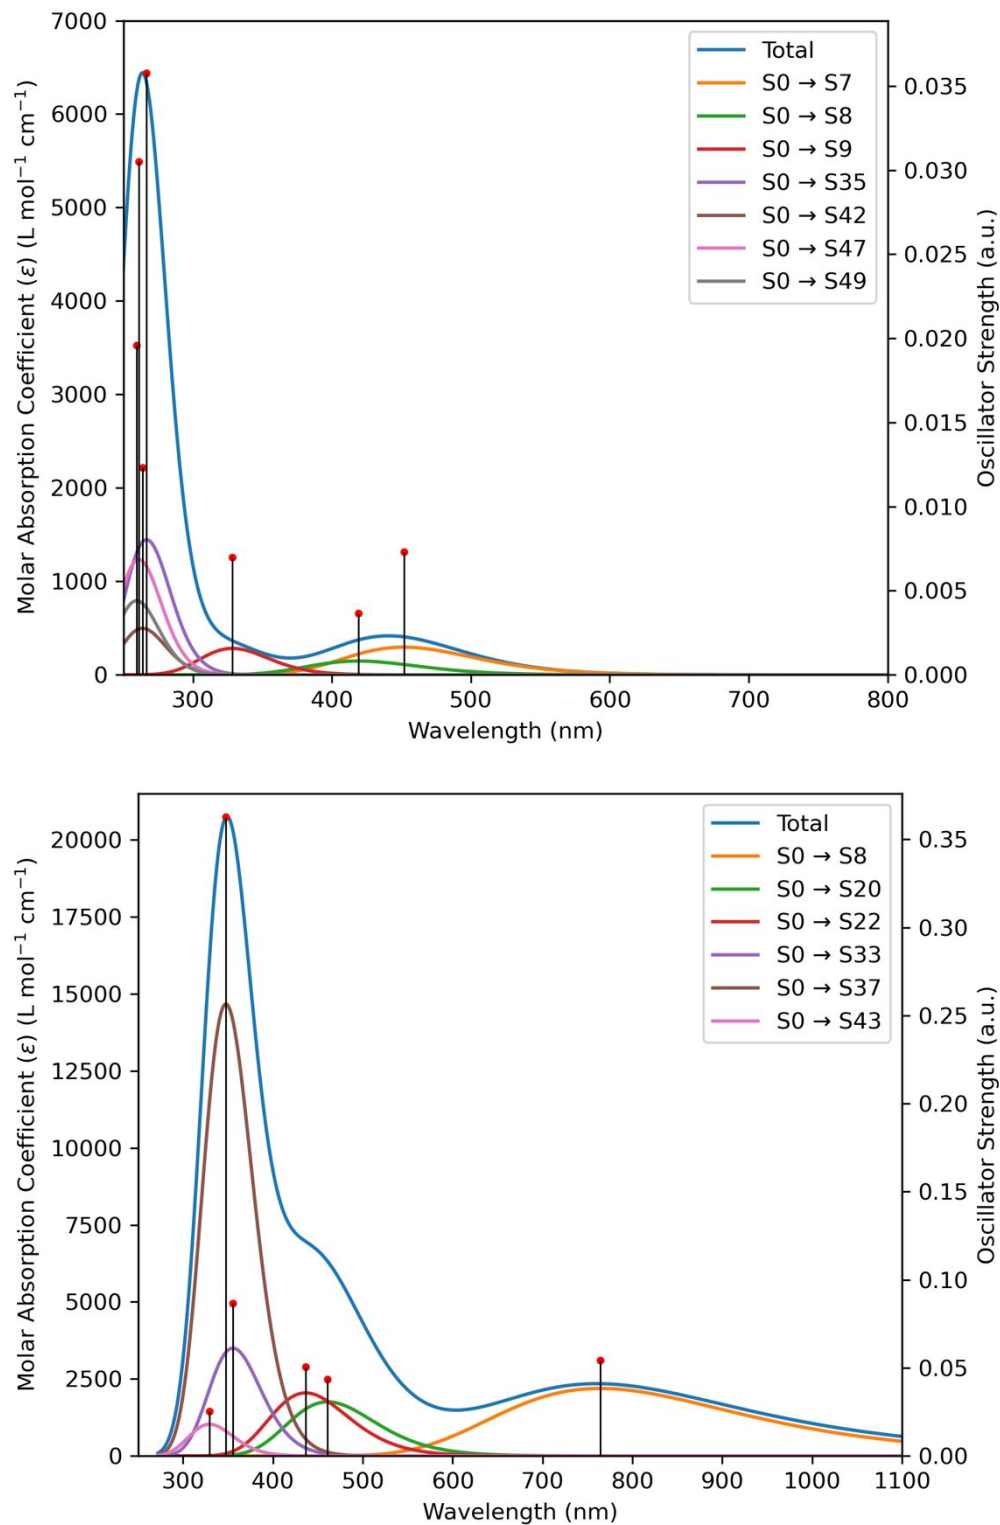 7000
6000
5000
4000
3000
2000
1000
0
Molar Absorption Coefficient (ε) (L mol⁻¹ cm⁻¹)
Total
S0 → S7
S0 → S8
S0 → S9
S0 → S35
S0 → S42
S0 → S47
S0 → S49
0.035
0.030
0.025
0.020
0.015
0.010
0.005
0.000
Oscillator Strength (a.u.)
300 400 500 600 700 800
Wavelength (nm)
20000
17500
15000
12500
10000
7500
5000
2500
0
Molar Absorption Coefficient (ε) (L mol⁻¹ cm⁻¹)
Total
S0 → S8
S0 → S20
S0 → S22
S0 → S33
S0 → S37
S0 → S43
0.35
0.30
0.25
0.20
0.15
0.10
0.05
0.00
Oscillator Strength (a.u.)
300 400 500 600 700 800 900 1000 1100
Wavelength (nm)